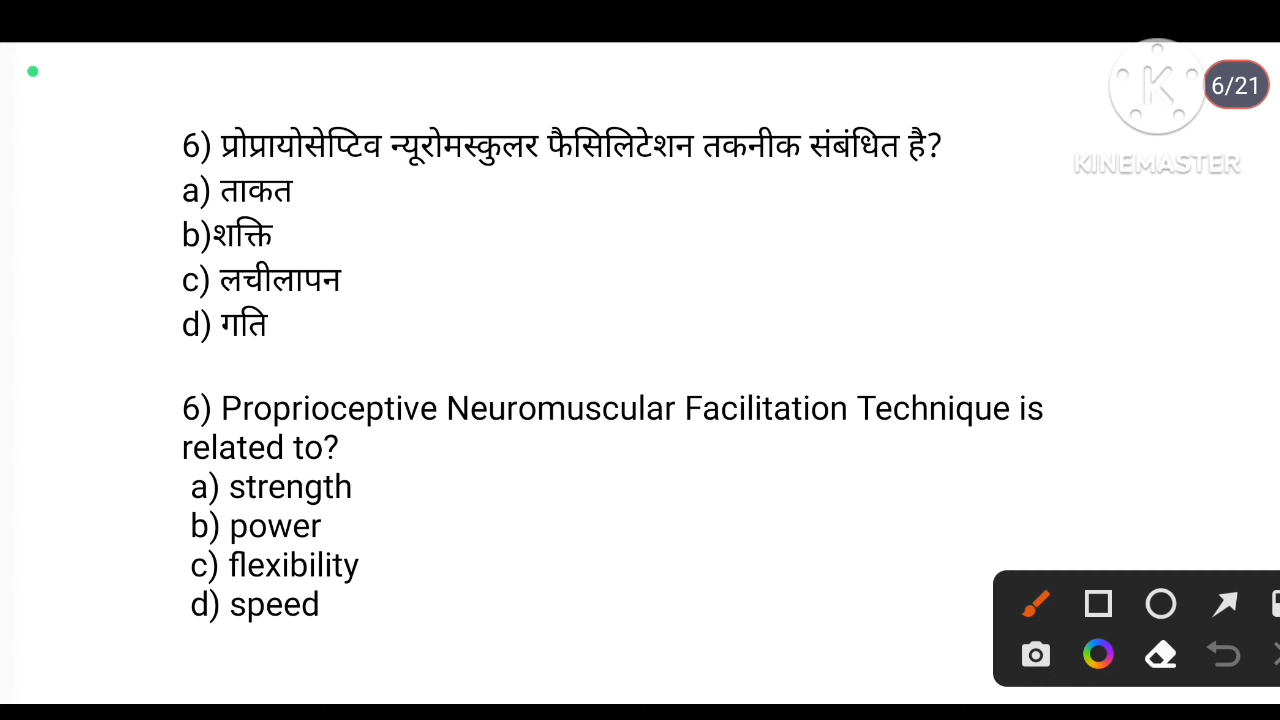 6/21
KINEMASTER
6) प्रोप्रायोसेप्टिव न्यूरोमस्कुलर फैसिलिटेशन तकनीक संबंधित है?
a) ताकत
b)शक्ति
c) लचीलापन
d) गति
6) Proprioceptive Neuromuscular Facilitation Technique is
related to?
a) strength
b) power
c) flexibility
d) speed